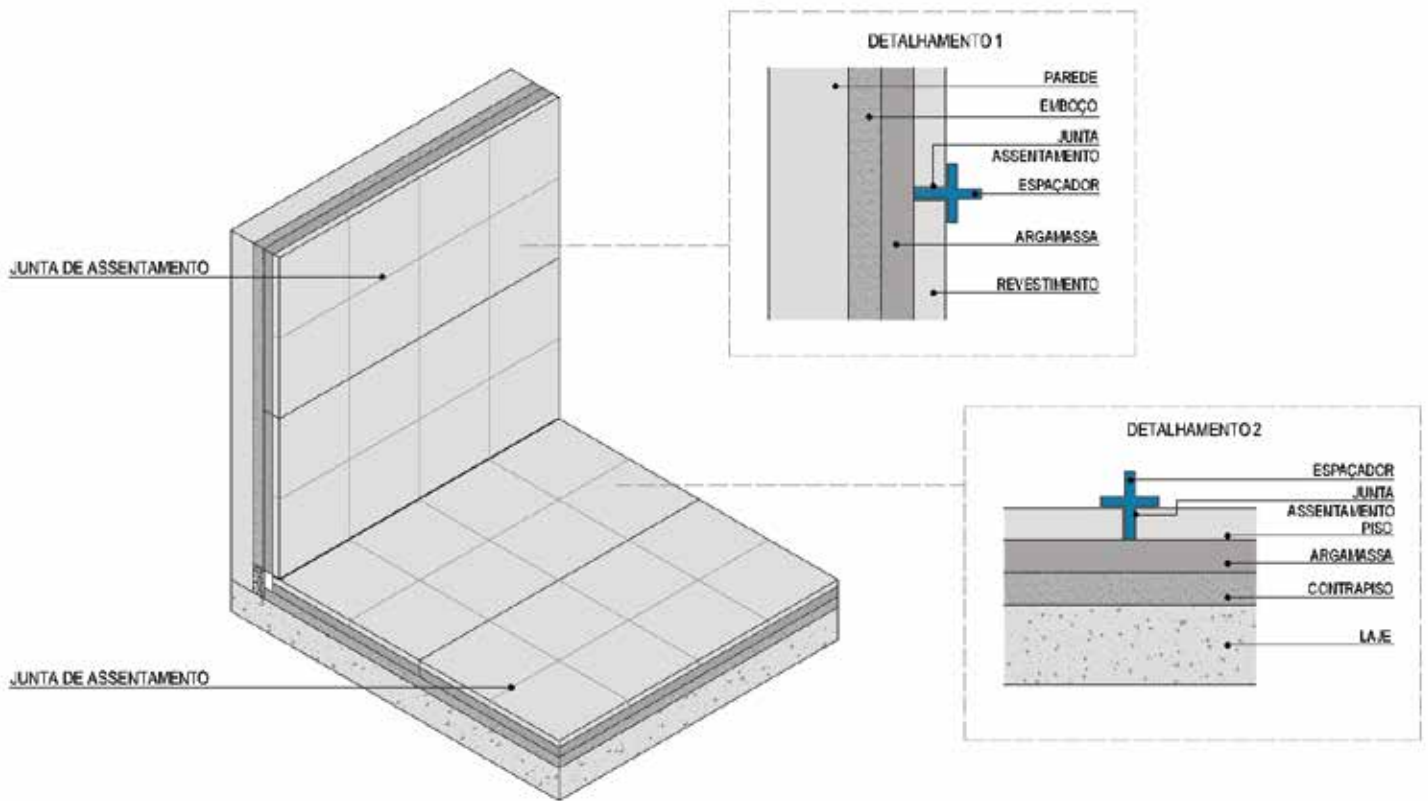 DETALHAMENTO 1
PAREDE
EMBOÇO
JUNTA
ASSENTAMENTO
ESPAÇADOR
ARGAMASSA
REVESTIMENTO
JUNTA DE ASSENTAMENTO
DETALHAMENTO 2
ESPAÇADOR
JUNTA
ASSENTAMENTO
PISO
ARGAMASSA
CONTRAPISO
LAJE
JUNTA DE ASSENTAMENTO